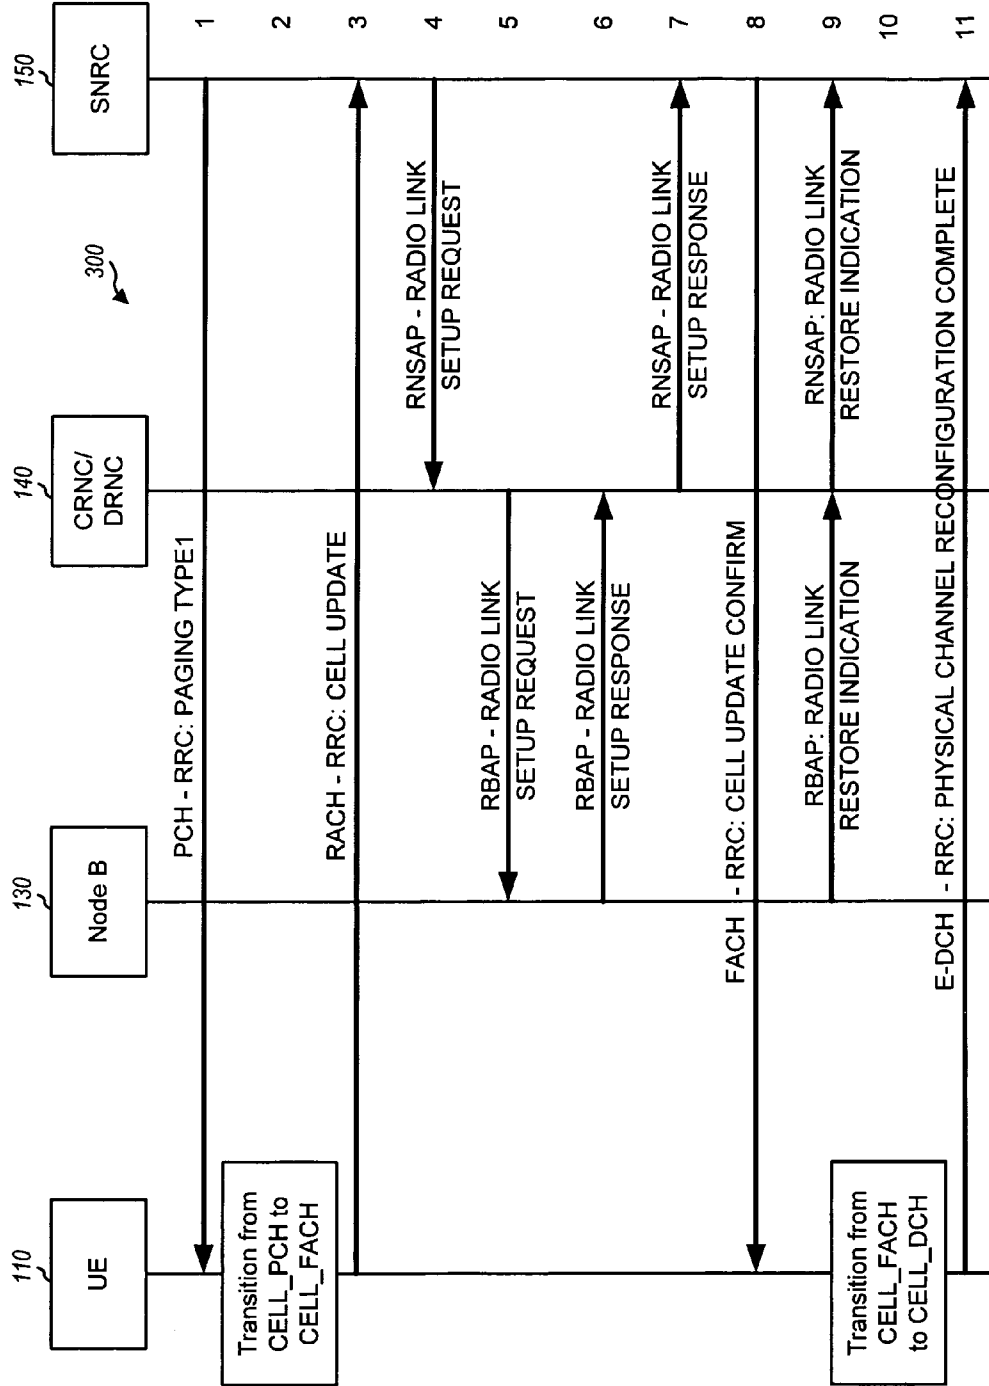 300
110
130
140
150
UE
Node B
CRNC/
DRNC
SNRC
PCH - RRC: PAGING TYPE1
1
Transition from
CELL_PCH to
CELL_FACH
2
RACH - RRC: CELL UPDATE
3
RNSAP - RADIO LINK
SETUP REQUEST
4
RBAP - RADIO LINK
SETUP REQUEST
5
RBAP - RADIO LINK
SETUP RESPONSE
6
RNSAP - RADIO LINK
SETUP RESPONSE
7
FACH - RRC: CELL UPDATE CONFIRM
8
RBAP: RADIO LINK
RESTORE INDICATION
RNSAP: RADIO LINK
RESTORE INDICATION
9
Transition from
CELL_FACH
to CELL_DCH
10
E-DCH - RRC: PHYSICAL CHANNEL RECONFIGURATION COMPLETE
11